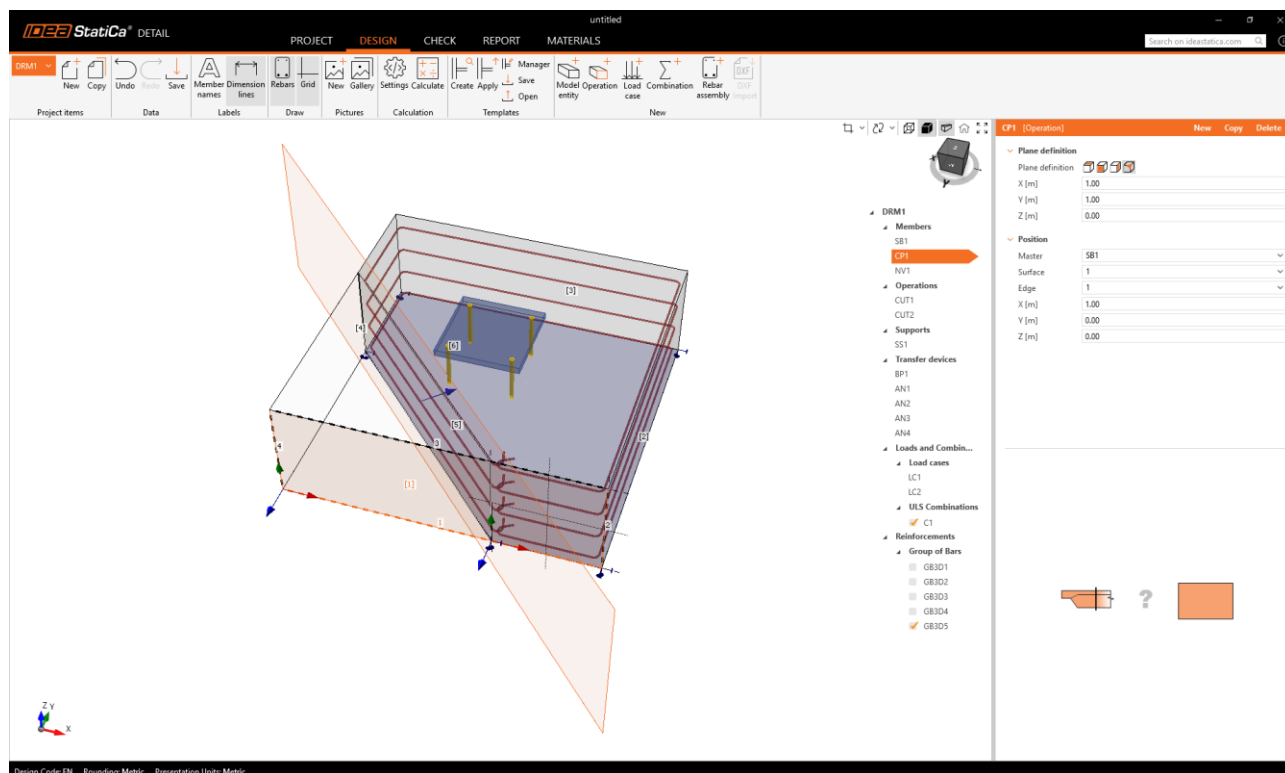 untitled
IDEA StatiCa® DETAIL
PROJECT DESIGN CHECK REPORT MATERIALS
Search on ideastatica.com
DRM1
New Copy
Undo Redo Save
Member names
Dimension lines
Rebars Grid
New Gallery
Settings Calculate
Create Apply
Manager
Save
Open
Model entity
Operation
Load case
Combination
Rebar assembly
DXF Import
Project items
Data
Labels
Draw
Pictures
Calculation
Templates
New
CP1 [Operation] New Copy Delete
Plane definition
Plane definition
X [m] 1.00
Y [m] 1.00
Z [m] 0.00
Position
Master SB1
Surface 1
Edge 1
X [m] 1.00
Y [m] 0.00
Z [m] 0.00
DRM1
Members
SB1
CP1
NV1
Operations
CUT1
CUT2
Supports
SS1
Transfer devices
BP1
AN1
AN2
AN3
AN4
Loads and Combin...
Load cases
LC1
LC2
ULS Combinations
C1
Reinforcements
Group of Bars
GB3D1
GB3D2
GB3D3
GB3D4
GB3D5
[3]
[4]
[6]
[5]
3
[2]
4
[1]
1
2
?
Z Y
X
Design Code: EN Rounding: Metric Presentation Units: Metric